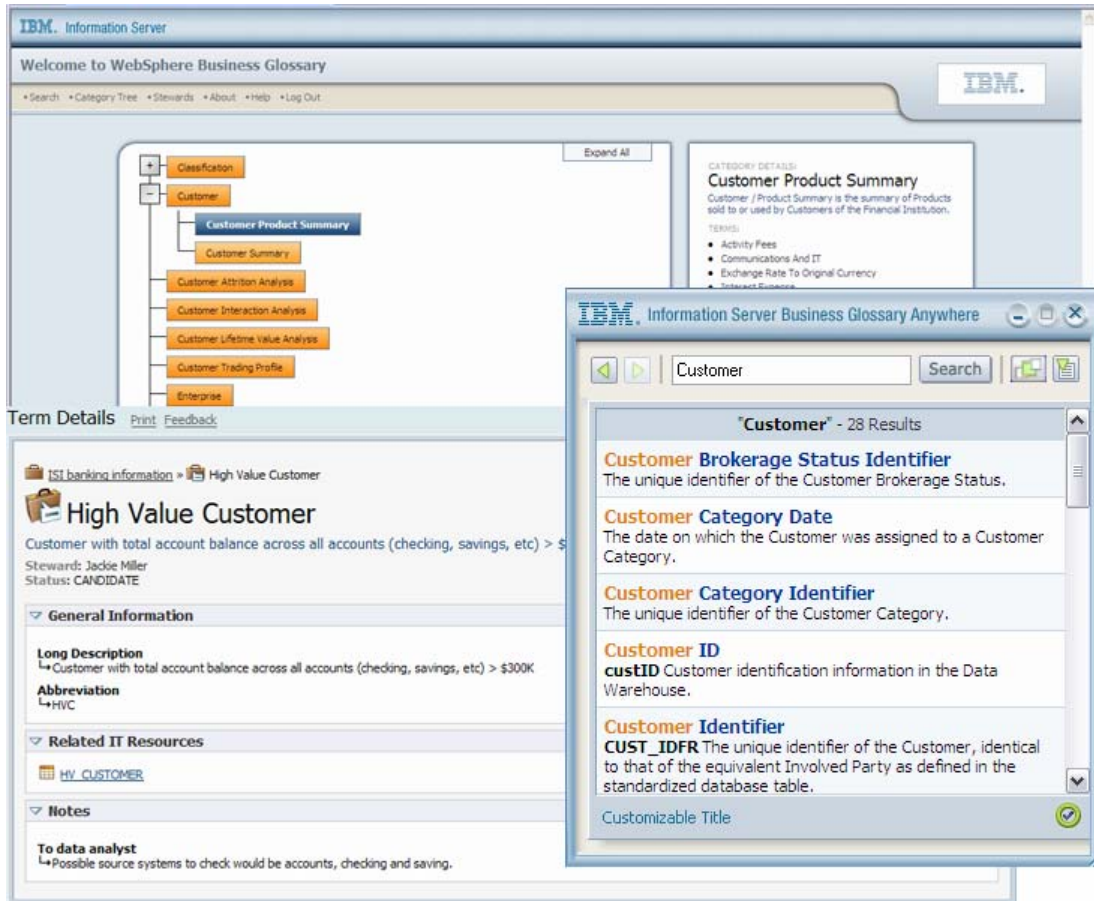 IBM. Information Server
Welcome to WebSphere Business Glossary
IBM.
•Search •Category Tree •Stewards •About •Help •Log Out
Expand All
+ Classification
- Customer
Customer Product Summary
Customer Summary
Customer Attrition Analysis
Customer Interaction Analysis
Customer Lifetime Value Analysis
Customer Trading Profile
Enterprise
CATEGORY DETAILS:
Customer Product Summary
Customer / Product Summary is the summary of Products
sold to or used by Customers of the Financial Institution.
TERMS:
• Activity Fees
• Communications And IT
• Exchange Rate To Original Currency
• Interest Expense
Term Details Print Feedback
ISI banking information » High Value Customer
High Value Customer
Customer with total account balance across all accounts (checking, savings, etc) > $
Steward: Jackie Miller
Status: CANDIDATE
General Information
Long Description
Customer with total account balance across all accounts (checking, savings, etc) > $300K
Abbreviation
HVC
Related IT Resources
HV_CUSTOMER
Notes
To data analyst
Possible source systems to check would be accounts, checking and saving.
IBM. Information Server Business Glossary Anywhere
Customer Search
"Customer" - 28 Results
Customer Brokerage Status Identifier
The unique identifier of the Customer Brokerage Status.
Customer Category Date
The date on which the Customer was assigned to a Customer
Category.
Customer Category Identifier
The unique identifier of the Customer Category.
Customer ID
custID Customer identification information in the Data
Warehouse.
Customer Identifier
CUST_IDFR The unique identifier of the Customer, identical
to that of the equivalent Involved Party as defined in the
standardized database table.
Customizable Title